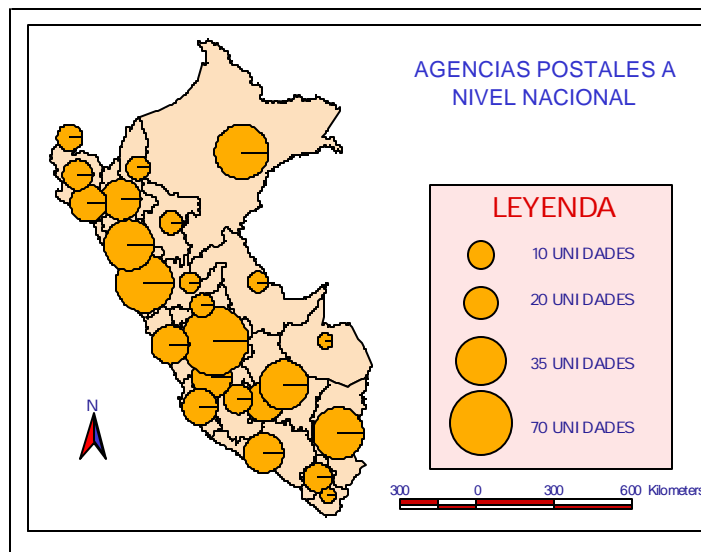 AGENCIAS POSTALES A
NIVEL NACIONAL
LEYENDA
10 UNIDADES
20 UNIDADES
35 UNIDADES
70 UNIDADES
N
300 0 300 600 Kilometers